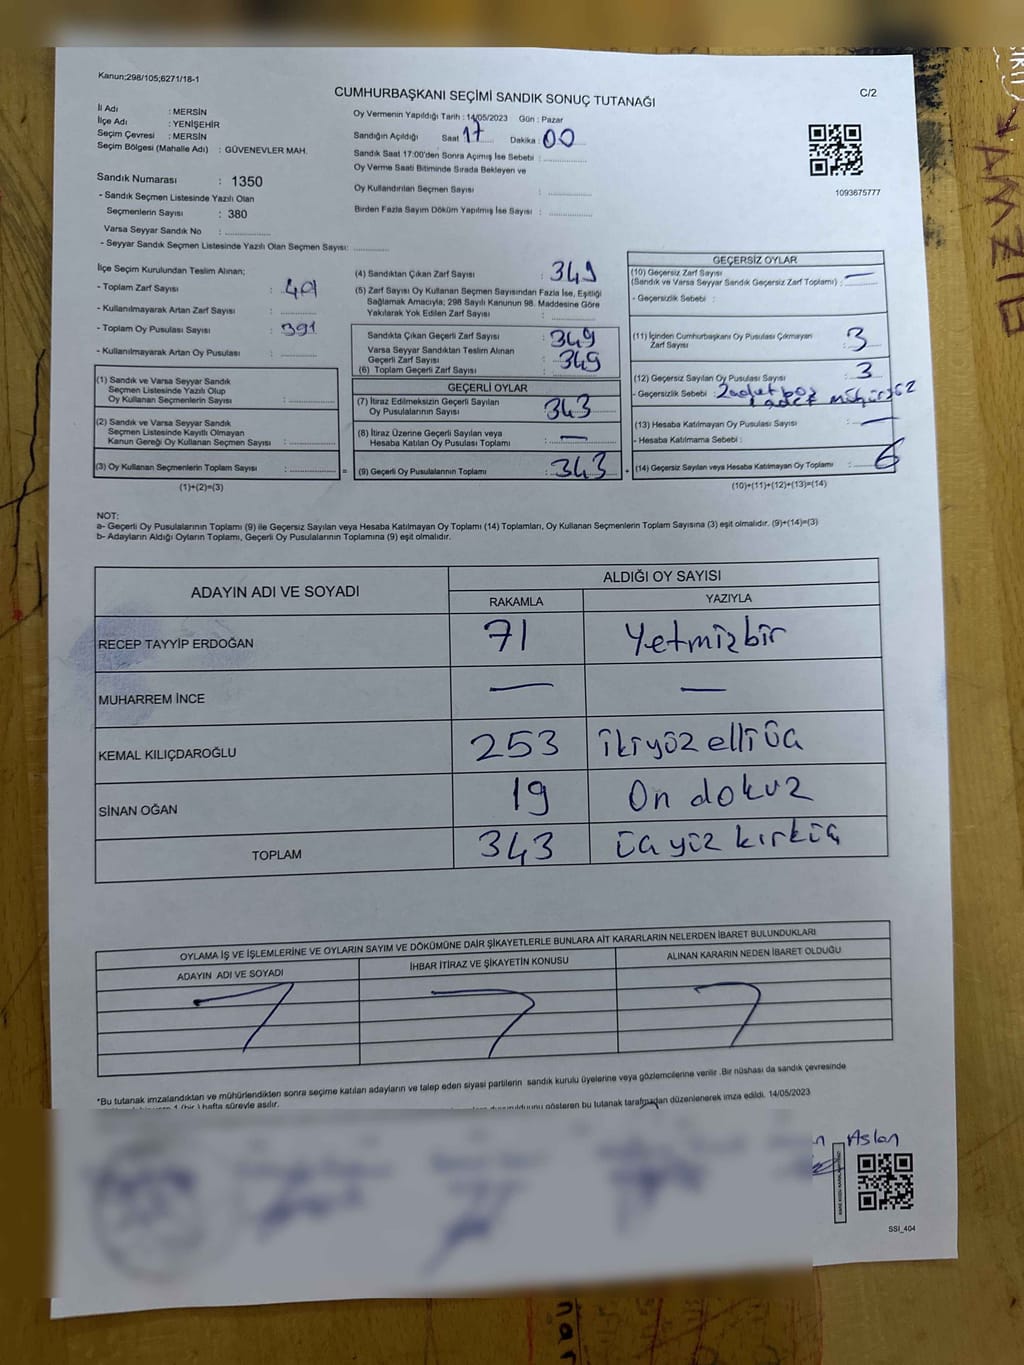 Kanun;298/105;6271/18-1
CUMHURBAŞKANI SEÇİMİ SANDIK SONUÇ TUTANAĞI
C/2
İl Adı : MERSİN
İlçe Adı : YENİŞEHİR
Seçim Çevresi : MERSİN
Seçim Bölgesi (Mahalle Adı) : GÜVENEVLER MAH.
Sandık Numarası : 1350
- Sandık Seçmen Listesinde Yazılı Olan
Seçmenlerin Sayısı : 380
Varsa Seyyar Sandık No : ..............
- Seyyar Sandık Seçmen Listesinde Yazılı Olan Seçmen Sayısı: ............
Oy Vermenin Yapıldığı Tarih : 14/05/2023 Gün : Pazar
Sandığın Açıldığı Saat 17 Dakika : 00
Sandık Saat 17:00'den Sonra Açımış İse Sebebi : ..............
Oy Verme Saati Bitiminde Sırada Bekleyen ve
Oy Kullandırılan Seçmen Sayısı : ..............
Birden Fazla Sayım Döküm Yapılmış İse Sayısı : ..............
1093675777
İlçe Seçim Kurulundan Teslim Alınan;
- Toplam Zarf Sayısı : 401
- Kullanılmayarak Artan Zarf Sayısı : ............
- Toplam Oy Pusulası Sayısı : 391
- Kullanılmayarak Artan Oy Pusulası : ............
(1) Sandık ve Varsa Seyyar Sandık
Seçmen Listesinde Yazılı Olup
Oy Kullanan Seçmenlerin Sayısı : ..............
(2) Sandık ve Varsa Seyyar Sandık
Seçmen Listesinde Kayıtlı Olmayan
Kanun Gereği Oy Kullanan Seçmen Sayısı : ..............
(3) Oy Kullanan Seçmenlerin Toplam Sayısı : .............. =
(1)+(2)=(3)
(4) Sandıktan Çıkan Zarf Sayısı : 349
(5) Zarf Sayısı Oy Kullanan Seçmen Sayısından Fazla İse, Eşitliği
Sağlamak Amacıyla; 298 Sayılı Kanunun 98. Maddesine Göre
Yakılarak Yok Edilen Zarf Sayısı : ..............
Sandıkta Çıkan Geçerli Zarf Sayısı : 349
Varsa Seyyar Sandıktan Teslim Alınan
Geçerli Zarf Sayısı
(6) Toplam Geçerli Zarf Sayısı : 349
GEÇERLİ OYLAR
(7) İtiraz Edilmeksizin Geçerli Sayılan
Oy Pusulalarının Sayısı : 343
(8) İtiraz Üzerine Geçerli Sayılan veya
Hesaba Katılan Oy Pusulası Toplamı : —
(9) Geçerli Oy Pusulalarının Toplamı : 343 +
GEÇERSİZ OYLAR
(10) Geçersiz Zarf Sayısı
(Sandık ve Varsa Seyyar Sandık Geçersiz Zarf Toplamı) : —
- Geçersizlik Sebebi :
(11) İçinden Cumhurbaşkanı Oy Pusulası Çıkmayan
Zarf Sayısı : 3
(12) Geçersiz Sayılan Oy Pusulası Sayısı : 3
- Geçersizlik Sebebi : 2 adet boş
1 adet mühürsüz
(13) Hesaba Katılmayan Oy Pusulası Sayısı : —
- Hesaba Katılmama Sebebi :
(14) Geçersiz Sayılan veya Hesaba Katılmayan Oy Toplamı : 6
(10)+(11)+(12)+(13)=(14)
NOT:
a- Geçerli Oy Pusulalarının Toplamı (9) ile Geçersiz Sayılan veya Hesaba Katılmayan Oy Toplamı (14) Toplamları, Oy Kullanan Seçmenlerin Toplam Sayısına (3) eşit olmalıdır. (9)+(14)=(3)
b- Adayların Aldığı Oyların Toplamı, Geçerli Oy Pusulalarının Toplamına (9) eşit olmalıdır.
ADAYIN ADI VE SOYADI
ALDIĞI OY SAYISI
RAKAMLA YAZIYLA
RECEP TAYYİP ERDOĞAN 71 Yetmizbir
MUHARREM İNCE — —
KEMAL KILIÇDAROĞLU 253 ikiyüz elli üç
SİNAN OĞAN 19 On dokuz
TOPLAM 343 üç yüz kırküç
OYLAMA İŞ VE İŞLEMLERİNE VE OYLARIN SAYIM VE DÖKÜMÜNE DAİR ŞİKAYETLERLE BUNLARA AİT KARARLARIN NELERDEN İBARET BULUNDUKLARI
ADAYIN ADI VE SOYADI İHBAR İTİRAZ VE ŞİKAYETİN KONUSU ALINAN KARARIN NEDEN İBARET OLDUĞU
*Bu tutanak imzalandıktan ve mühürlendikten sonra seçime katılan adayların ve talep eden siyasi partilerin sandık kurulu üyelerine veya gözlemcilerine verilir .Bir nüshası da sandık çevresinde
1 (bir ) hafta süreyle asılır.
gösteren bu tutanak tarafımızdan düzenlenerek imza edildi. 14/05/2023
Aslan
SSI_404